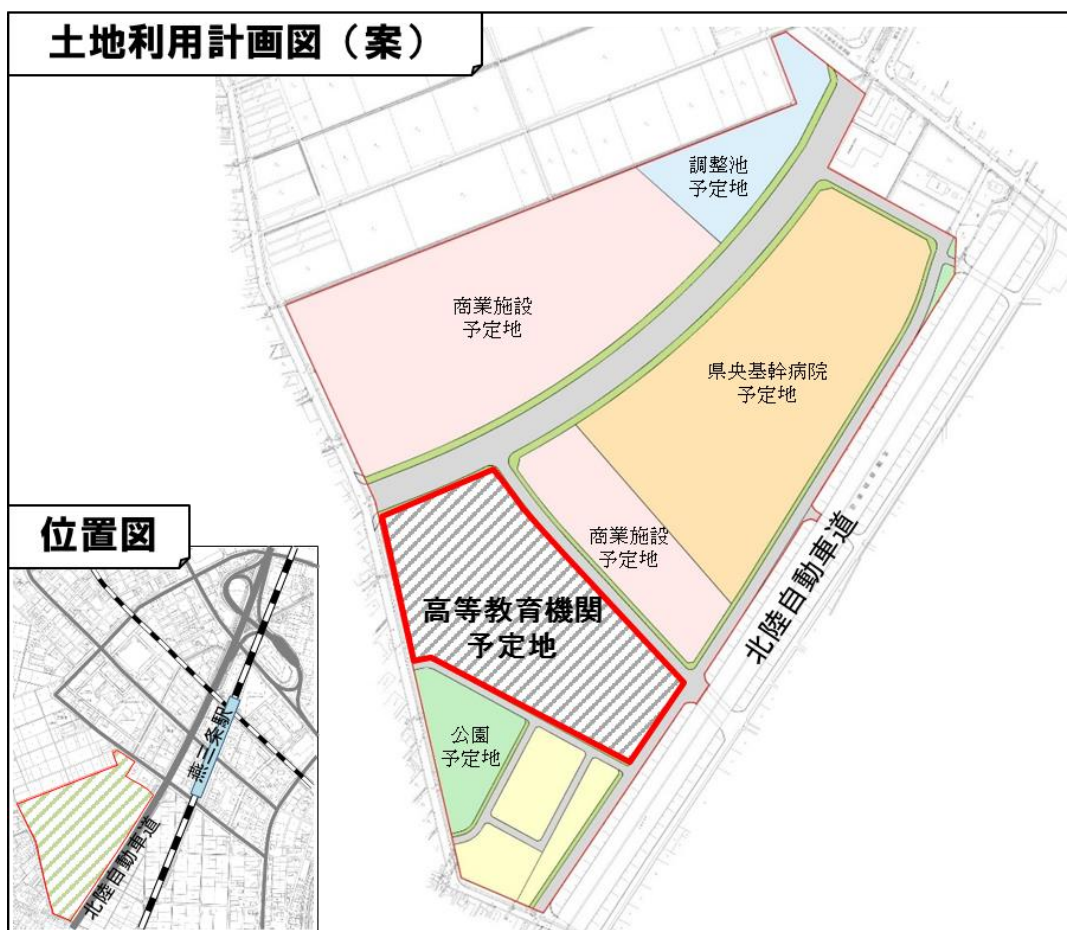 土地利用計画図（案）
調整池
予定地
商業施設
予定地
県央基幹病院
予定地
商業施設
予定地
北陸自動車道
高等教育機関
予定地
公園
予定地
位置図
燕三条駅
北陸自動車道